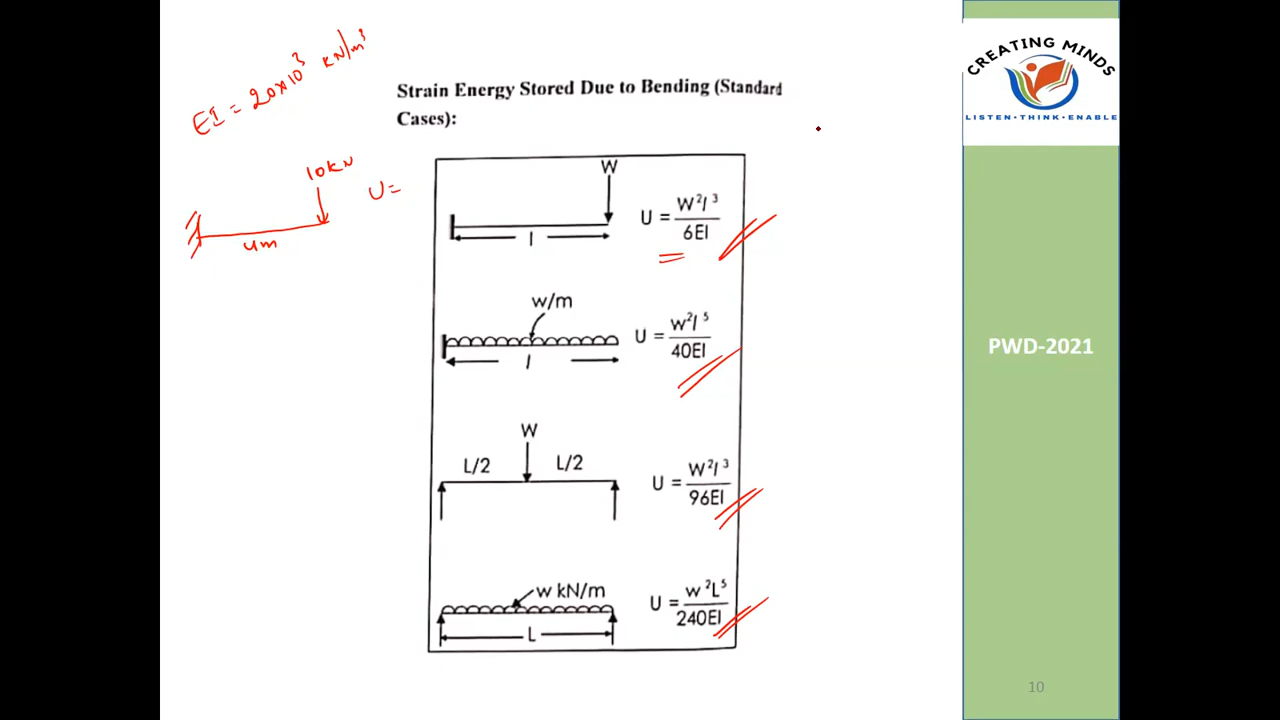 EI = 20×10³ kN/m³
Strain Energy Stored Due to Bending (Standard
Cases):
10kN
U=
4m
W
U = W²l³/6EI
l
w/m
U = w²l⁵/40EI
l
W
L/2 L/2
U = W²l³/96EI
w kN/m
U = w²L⁵/240EI
L
CREATING MINDS
LISTEN•THINK•ENABLE
PWD-2021
10